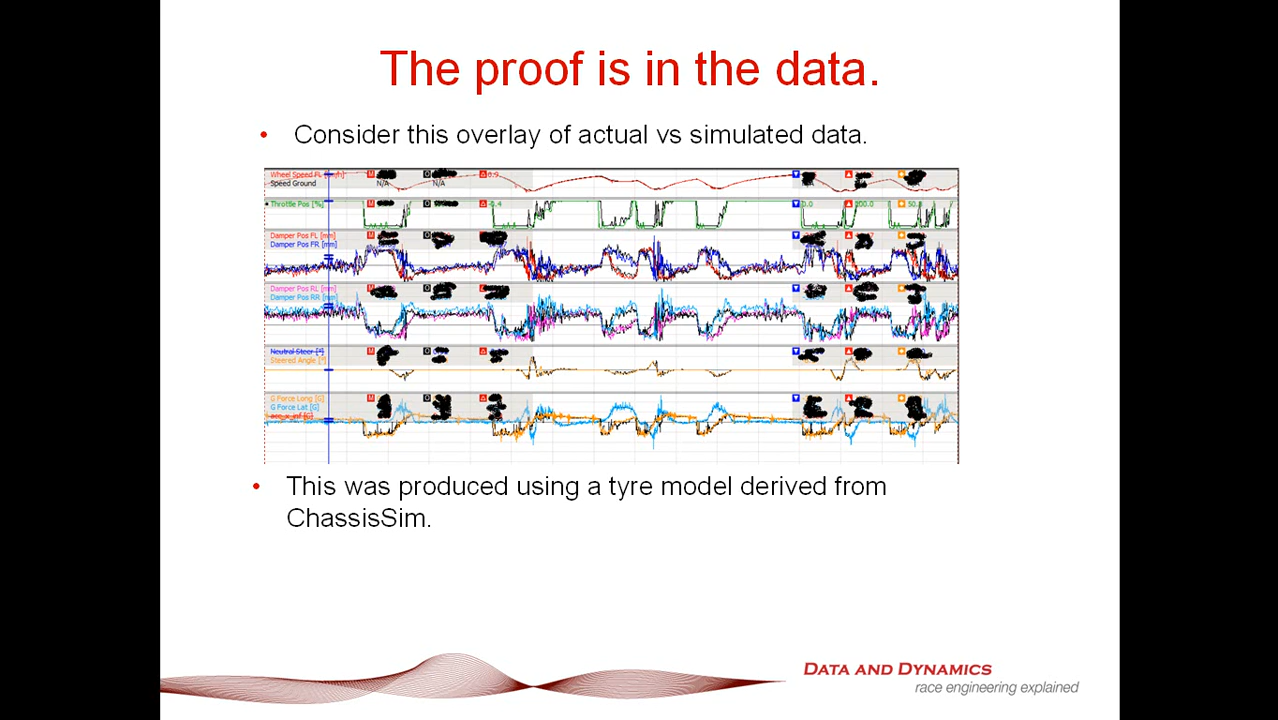 The proof is in the data.
• Consider this overlay of actual vs simulated data.
Wheel Speed FL
Speed Ground N/A N/A N/A
Throttle Pos [%]
Damper Pos FL [mm]
Damper Pos FR [mm]
Damper Pos RL [mm]
Damper Pos RR [mm]
Neutral Steer [°]
Steered Angle [°]
G Force Long [G]
G Force Lat [G]
• This was produced using a tyre model derived from
ChassisSim.
DATA AND DYNAMICS
race engineering explained